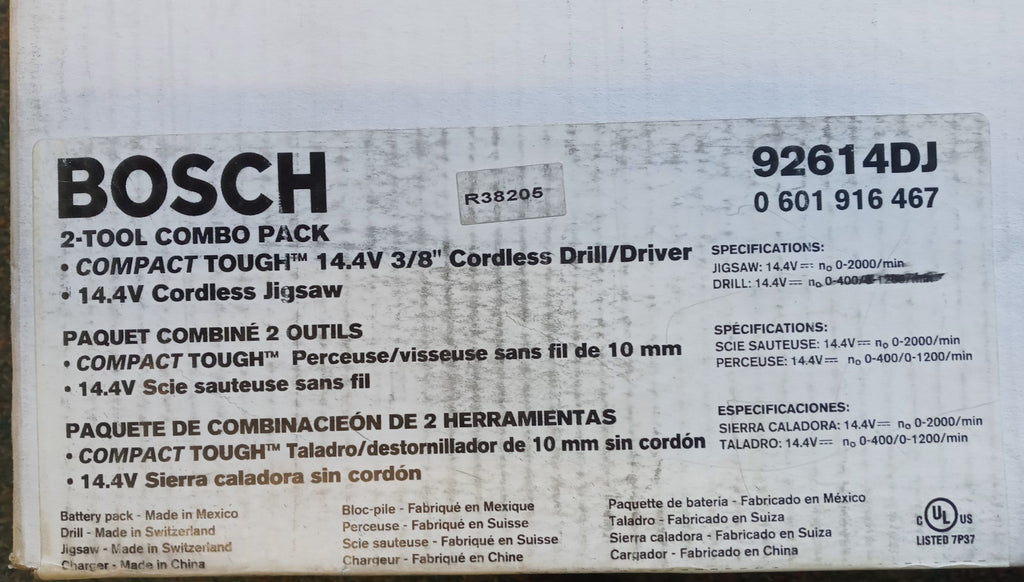 BOSCH
R38205
92614DJ
0 601 916 467
2-TOOL COMBO PACK
• COMPACT TOUGH™ 14.4V 3/8" Cordless Drill/Driver
• 14.4V Cordless Jigsaw
SPECIFICATIONS:
JIGSAW: 14.4V⎓ n₀ 0-2000/min
DRILL: 14.4V⎓ n₀ 0-400/0-1200/min
PAQUET COMBINÉ 2 OUTILS
• COMPACT TOUGH™ Perceuse/visseuse sans fil de 10 mm
• 14.4V Scie sauteuse sans fil
SPÉCIFICATIONS:
SCIE SAUTEUSE: 14.4V⎓ n₀ 0-2000/min
PERCEUSE: 14.4V⎓ n₀ 0-400/0-1200/min
PAQUETE DE COMBINACIEÓN DE 2 HERRAMIENTAS
• COMPACT TOUGH™ Taladro/destornillador de 10 mm sin cordón
• 14.4V Sierra caladora sin cordón
ESPECIFICACIONES:
SIERRA CALADORA: 14.4V⎓ n₀ 0-2000/min
TALADRO: 14.4V⎓ n₀ 0-400/0-1200/min
Battery pack - Made in Mexico
Drill - Made in Switzerland
Jigsaw - Made in Switzerland
Charger - Made in China
Bloc-pile - Fabriqué en Mexique
Perceuse - Fabriqué en Suisse
Scie sauteuse - Fabriqué en Suisse
Chargeur - Fabriqué en Chine
Paquette de batería - Fabricado en México
Taladro - Fabricado en Suiza
Sierra caladora - Fabricado en Suiza
Cargador - Fabricado en China
C UL US
LISTED 7P37